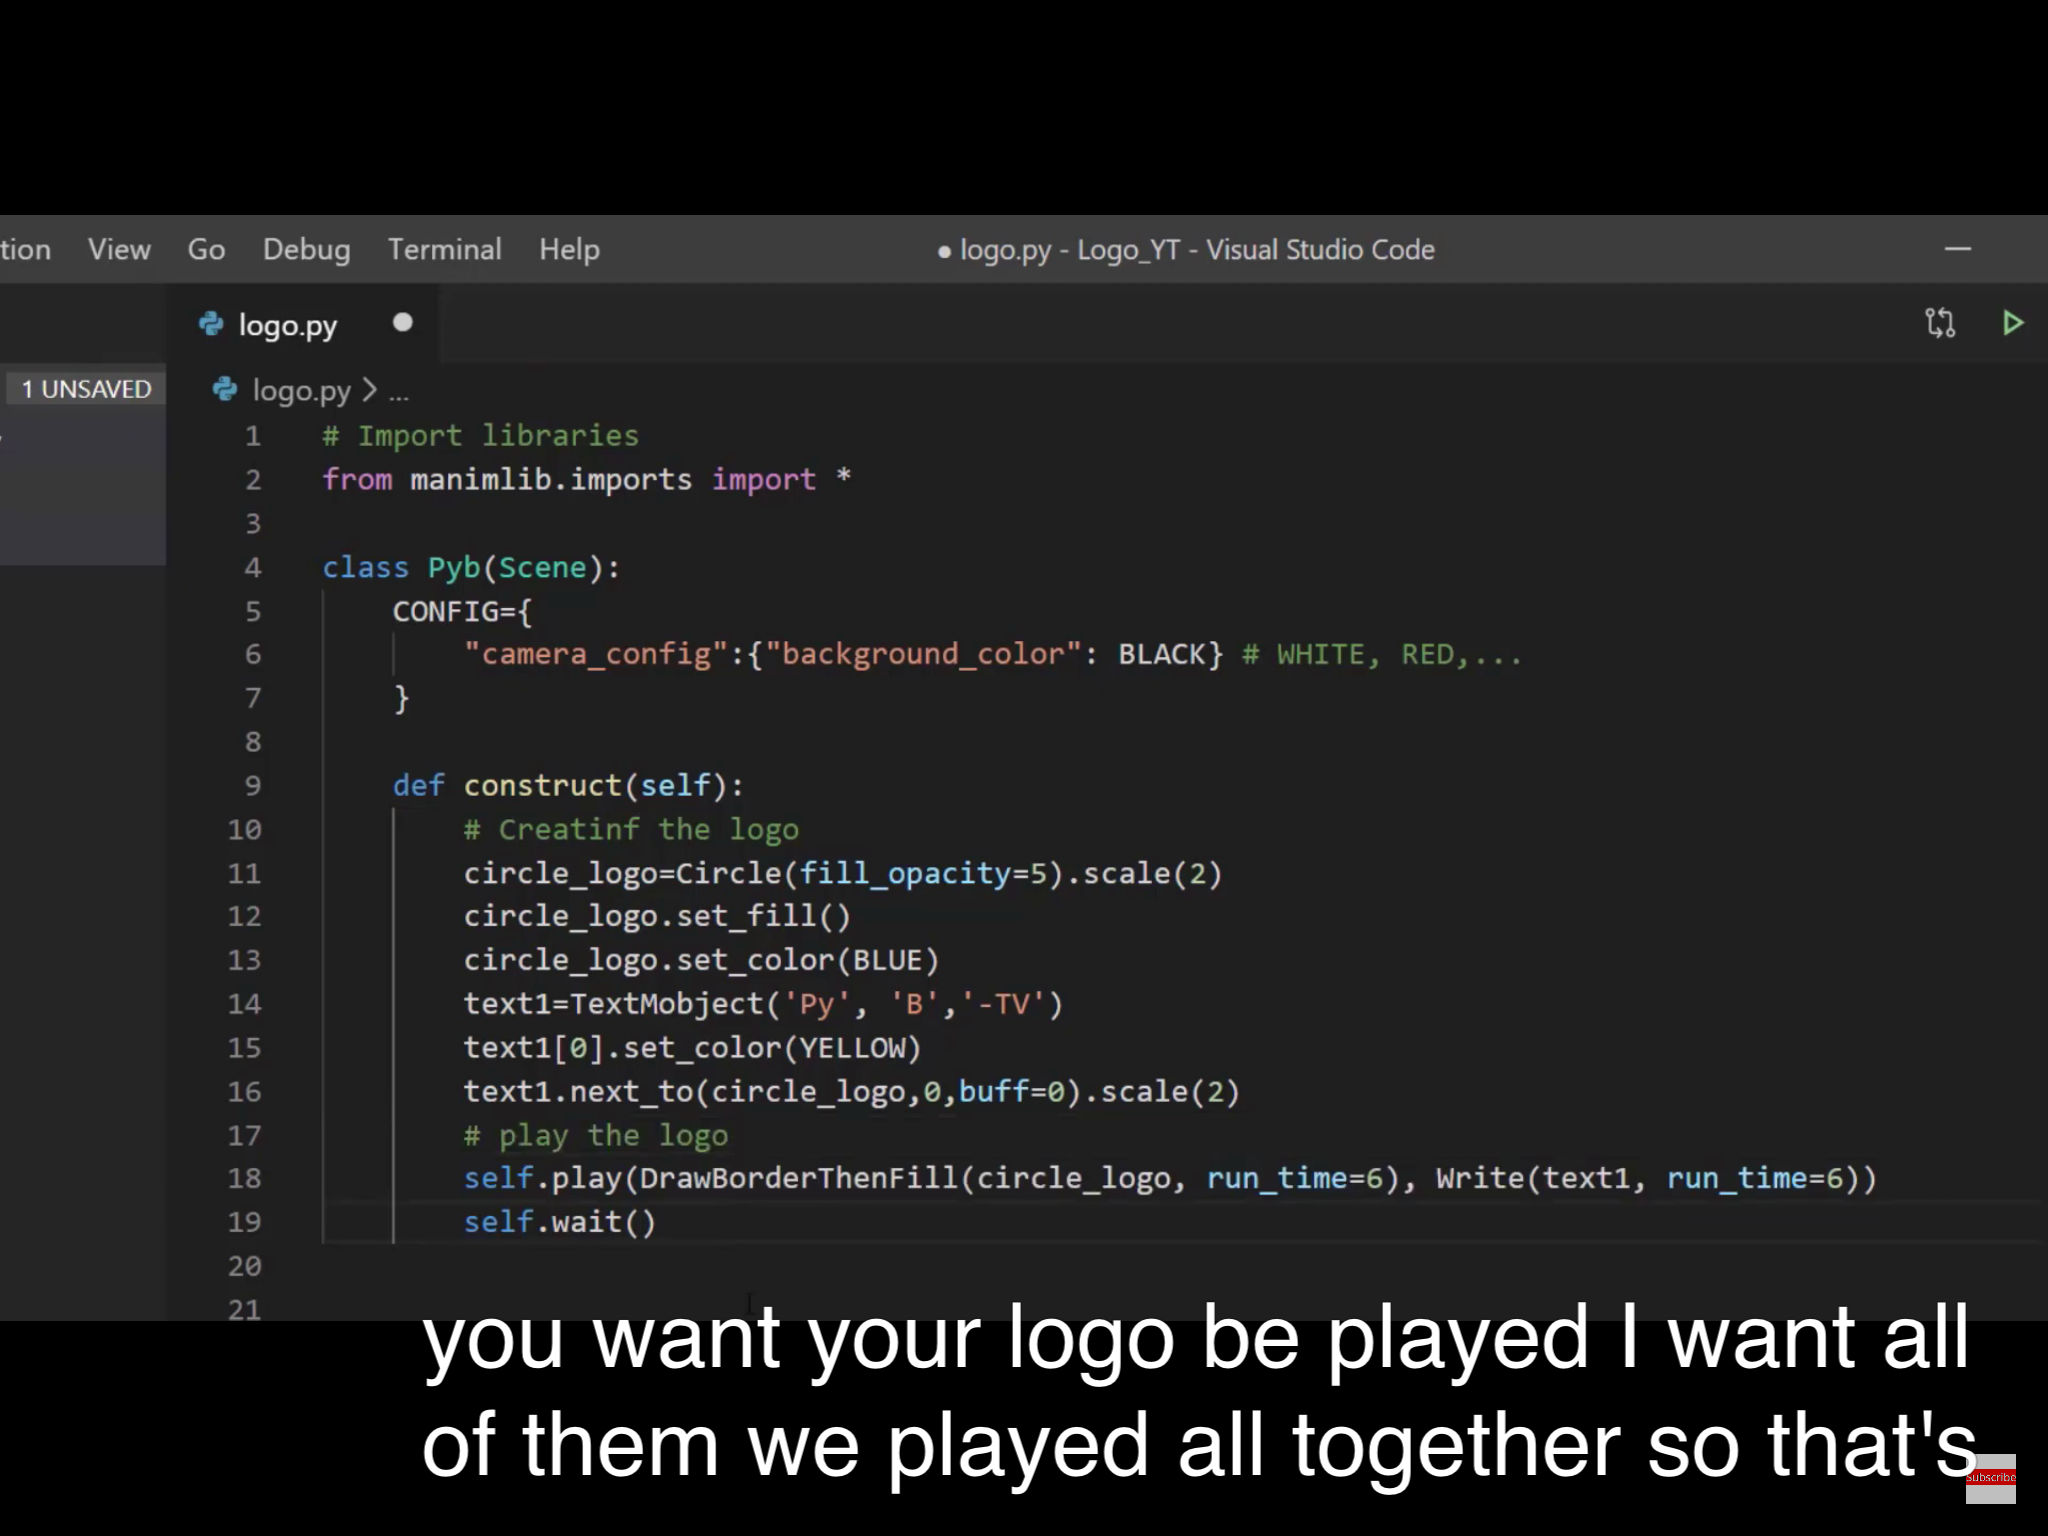 tion View Go Debug Terminal Help ● logo.py - Logo_YT - Visual Studio Code
logo.py
1 UNSAVED
logo.py > ...
1 # Import libraries
2 from manimlib.imports import *
3
4 class Pyb(Scene):
5 CONFIG={
6 "camera_config":{"background_color": BLACK} # WHITE, RED,...
7 }
8
9 def construct(self):
10 # Creatinf the logo
11 circle_logo=Circle(fill_opacity=5).scale(2)
12 circle_logo.set_fill()
13 circle_logo.set_color(BLUE)
14 text1=TextMobject('Py', 'B','-TV')
15 text1[0].set_color(YELLOW)
16 text1.next_to(circle_logo,0,buff=0).scale(2)
17 # play the logo
18 self.play(DrawBorderThenFill(circle_logo, run_time=6), Write(text1, run_time=6))
19 self.wait()
20
21
you want your logo be played I want all
of them we played all together so that's
Subscribe